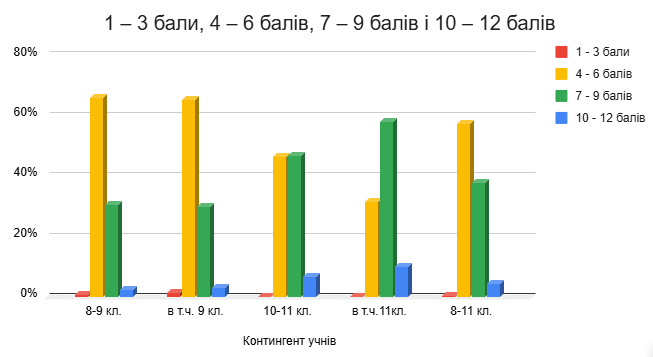 1 – 3 бали, 4 – 6 балів, 7 – 9 балів і 10 – 12 балів
80%
60%
40%
20%
0%
1 - 3 бали
4 - 6 балів
7 - 9 балів
10 - 12 балів
8-9 кл.
в т.ч. 9 кл.
10-11 кл.
в т.ч.11кл.
8-11 кл.
Контингент учнів